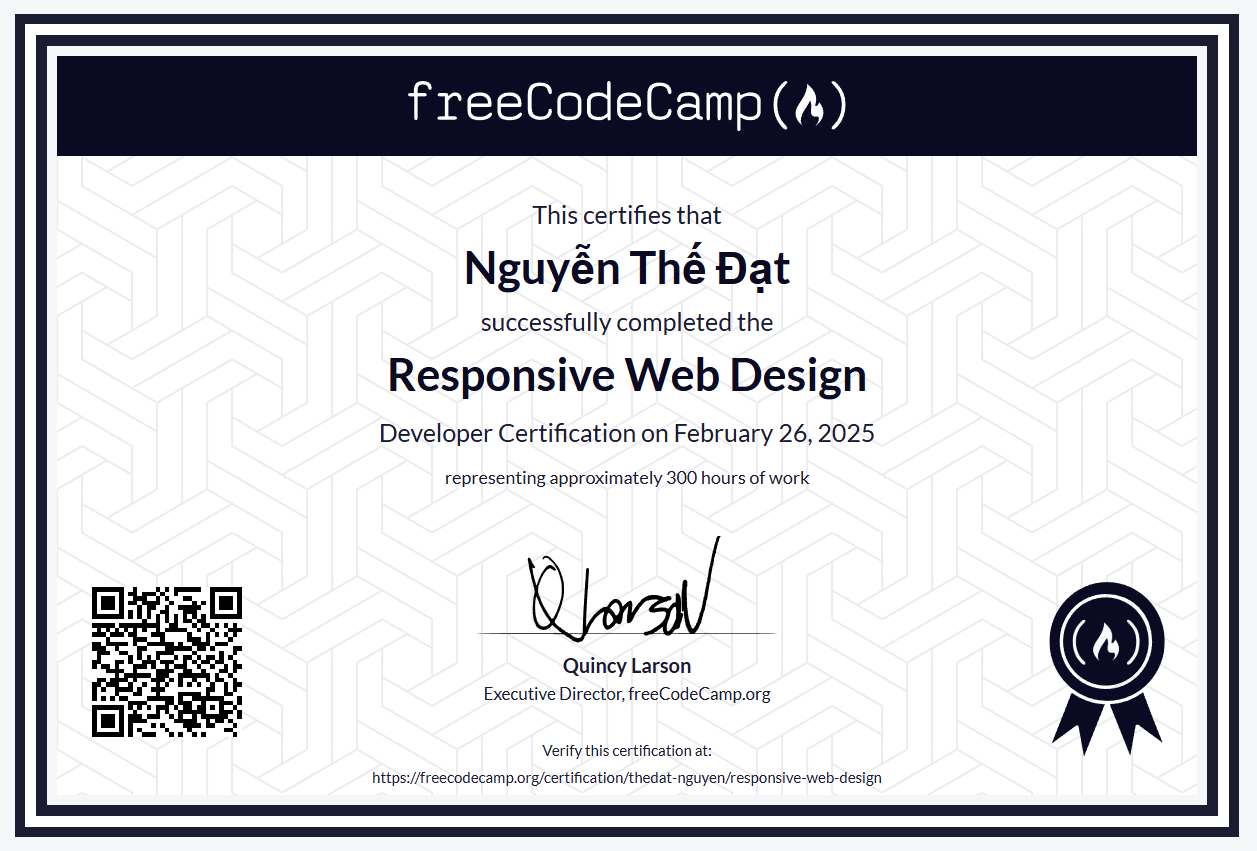 freeCodeCamp
This certifies that
Nguyễn Thế Đạt
successfully completed the
Responsive Web Design
Developer Certification on February 26, 2025
representing approximately 300 hours of work
Q Larson
Quincy Larson
Executive Director, freeCodeCamp.org
Verify this certification at:
https://freecodecamp.org/certification/thedat-nguyen/responsive-web-design